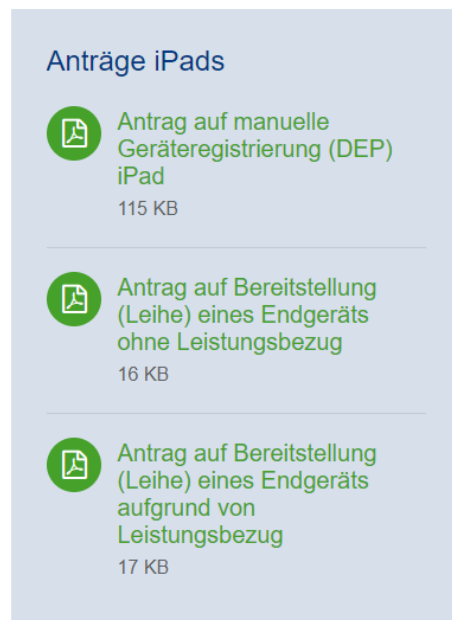 Anträge iPads
Antrag auf manuelle
Geräteregistrierung (DEP)
iPad
115 KB
Antrag auf Bereitstellung
(Leihe) eines Endgeräts
ohne Leistungsbezug
16 KB
Antrag auf Bereitstellung
(Leihe) eines Endgeräts
aufgrund von
Leistungsbezug
17 KB